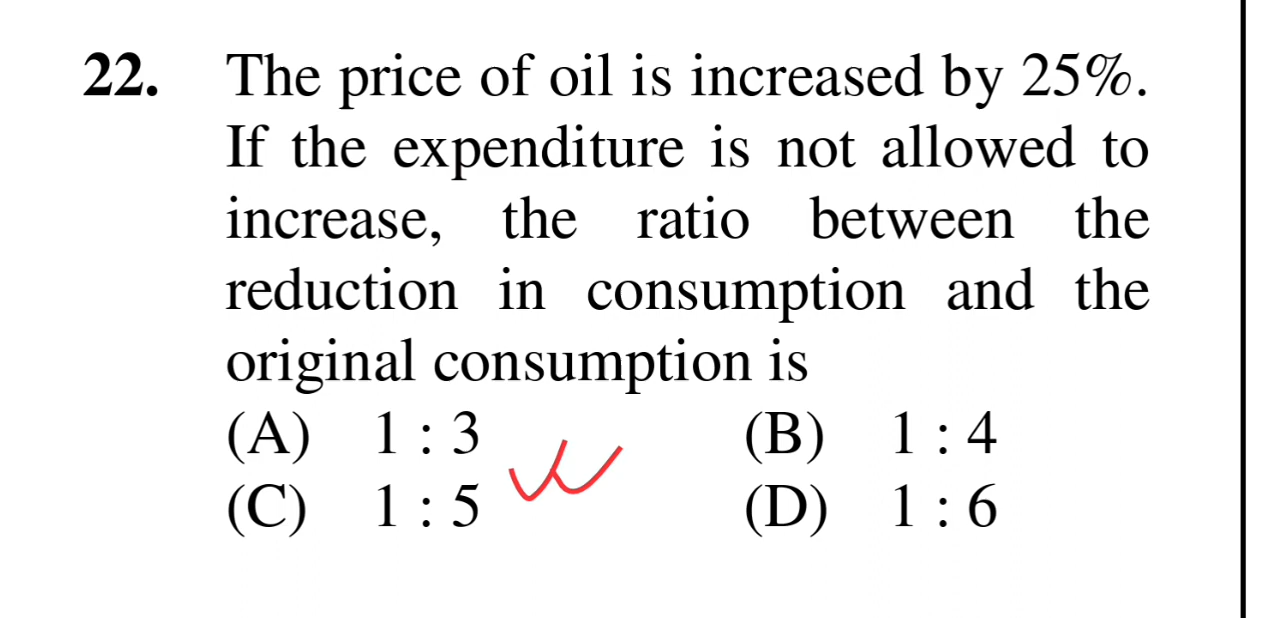 22. The price of oil is increased by 25%.
If the expenditure is not allowed to
increase, the ratio between the
reduction in consumption and the
original consumption is
(A) 1 : 3 (B) 1 : 4
(C) 1 : 5 (D) 1 : 6